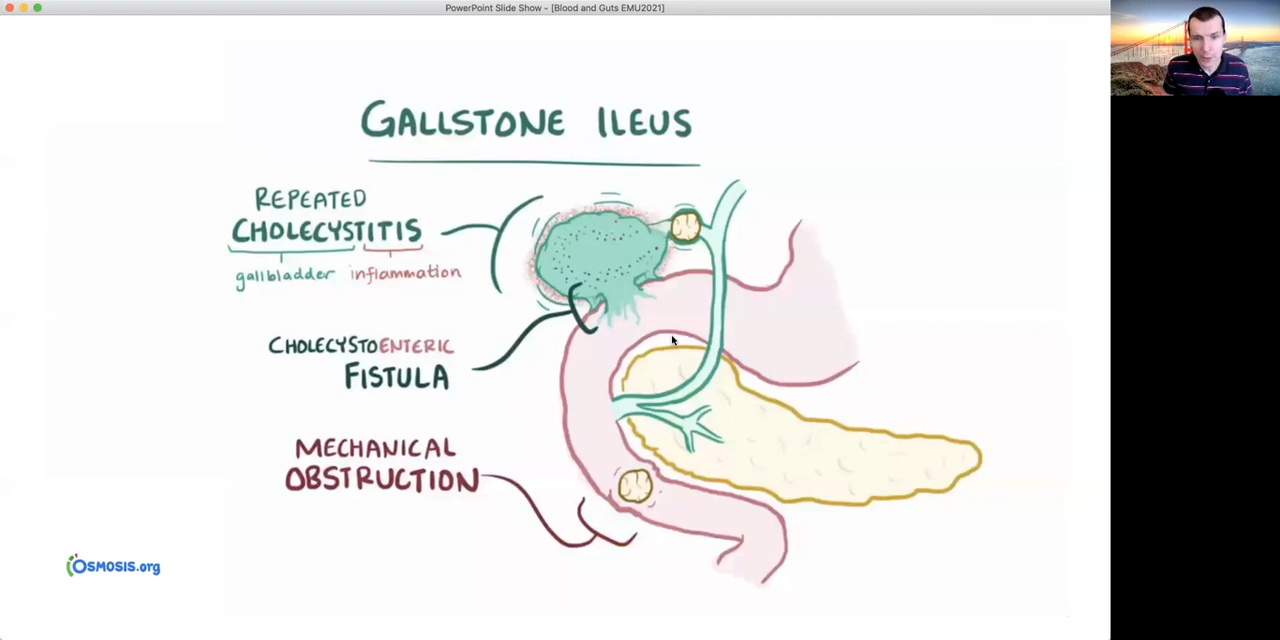 PowerPoint Slide Show - [Blood and Guts EMU2021]
GALLSTONE ILEUS
REPEATED
CHOLECYSTITIS
gallbladder inflammation
CHOLECYSTOENTERIC
FISTULA
MECHANICAL
OBSTRUCTION
OSMOSIS.org